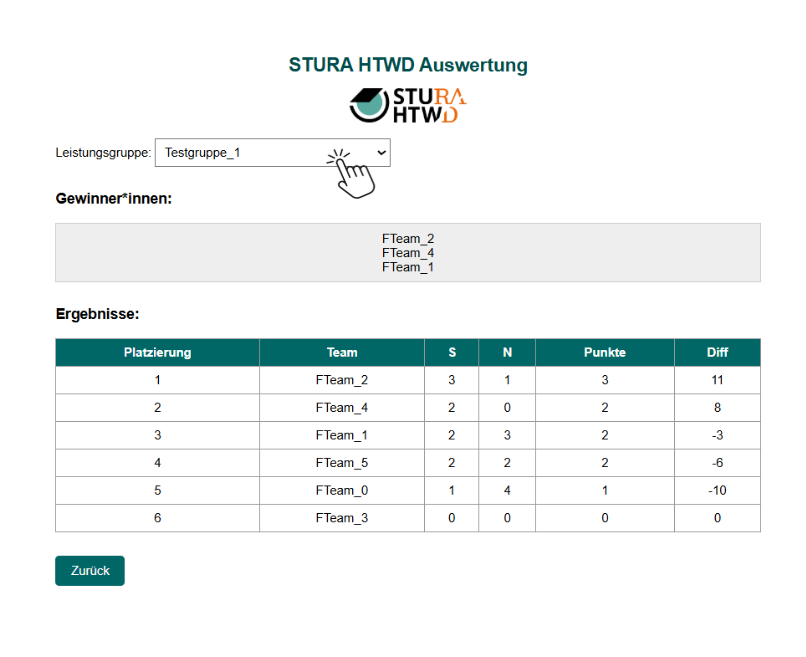 STURA HTWD Auswertung
STURA
HTWD
Leistungsgruppe: Testgruppe_1
Gewinner*innen:
FTeam_2
FTeam_4
FTeam_1
Ergebnisse:
Platzierung Team S N Punkte Diff
1 FTeam_2 3 1 3 11
2 FTeam_4 2 0 2 8
3 FTeam_1 2 3 2 -3
4 FTeam_5 2 2 2 -6
5 FTeam_0 1 4 1 -10
6 FTeam_3 0 0 0 0
Zurück